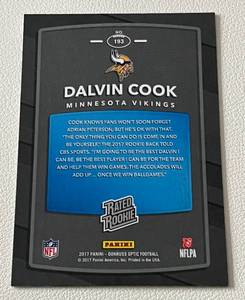 NO.
193
DALVIN COOK
MINNESOTA VIKINGS
COOK KNOWS FANS WON'T SOON FORGET
ADRIAN PETERSON, BUT HE'S OK WITH THAT.
"THE ONLY THING YOU CAN DO IS COME IN AND
BE YOURSELF," THE 2017 ROOKIE BACK TOLD
CBS SPORTS. "I'M GOING TO BE THE BEST DALVIN I
CAN BE, BE THE BEST PLAYER I CAN BE FOR THE TEAM
AND HELP THEM WIN GAMES. THE ACCOLADES WILL
ADD UP ... ONCE WE WIN BALLGAMES."
RATED
ROOKIE
NFL
PANINI
NFLPA
2017 PANINI - DONRUSS OPTIC FOOTBALL
© 2017 Panini America, Inc. Printed in the USA.